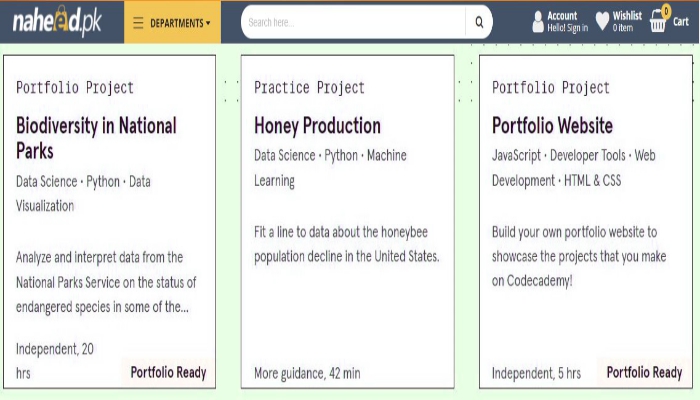 naheed.pk
DEPARTMENTS
Search here...
Account
Hello! Sign in
Wishlist
0 item
0
Cart
Portfolio Project
Biodiversity in National
Parks
Data Science • Python • Data
Visualization
Analyze and interpret data from the
National Parks Service on the status of
endangered species in some of the...
Independent, 20
hrs
Portfolio Ready
Practice Project
Honey Production
Data Science • Python • Machine
Learning
Fit a line to data about the honeybee
population decline in the United States.
More guidance, 42 min
Portfolio Project
Portfolio Website
JavaScript • Developer Tools • Web
Development • HTML & CSS
Build your own portfolio website to
showcase the projects that you make
on Codecademy!
Independent, 5 hrs
Portfolio Ready